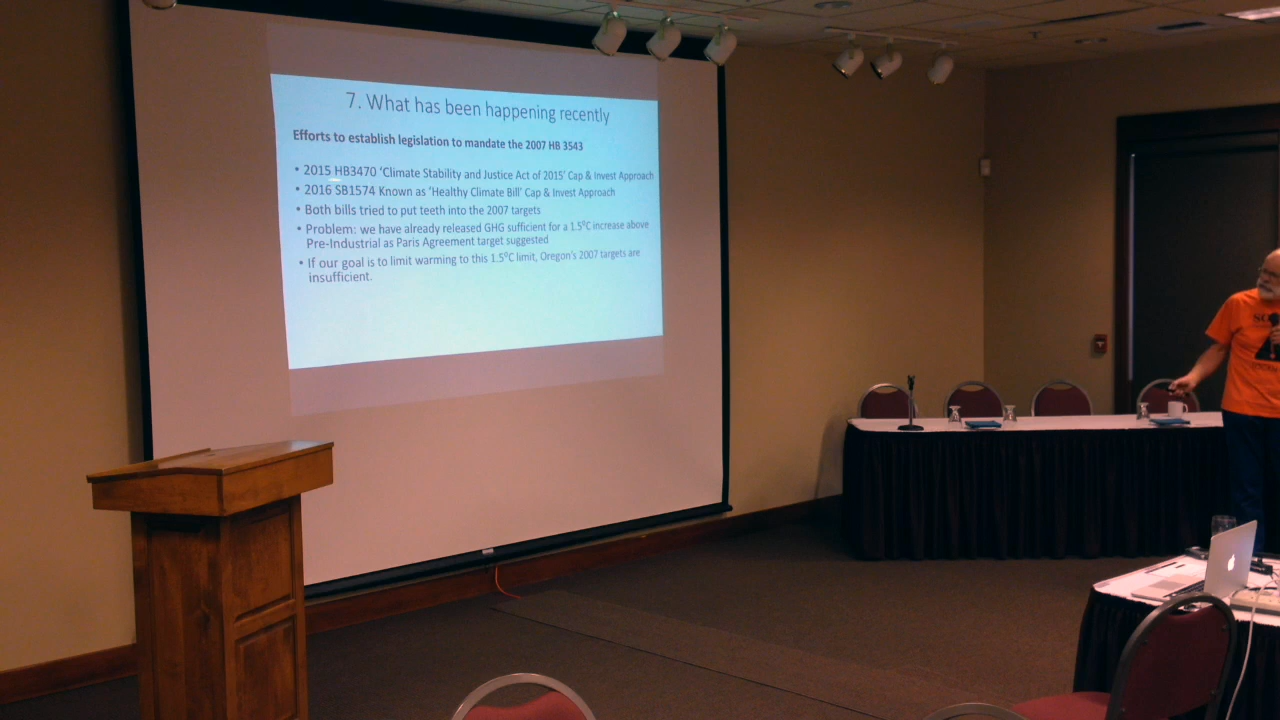 7. What has been happening recently
Efforts to establish legislation to mandate the 2007 HB 3543
• 2015 HB3470 ‘Climate Stability and Justice Act of 2015’ Cap & Invest Approach
• 2016 SB1574 Known as ‘Healthy Climate Bill’ Cap & Invest Approach
• Both bills tried to put teeth into the 2007 targets
• Problem: we have already released GHG sufficient for a 1.5⁰C increase above
Pre-Industrial as Paris Agreement target suggested
• If our goal is to limit warming to this 1.5⁰C limit, Oregon's 2007 targets are
insufficient.